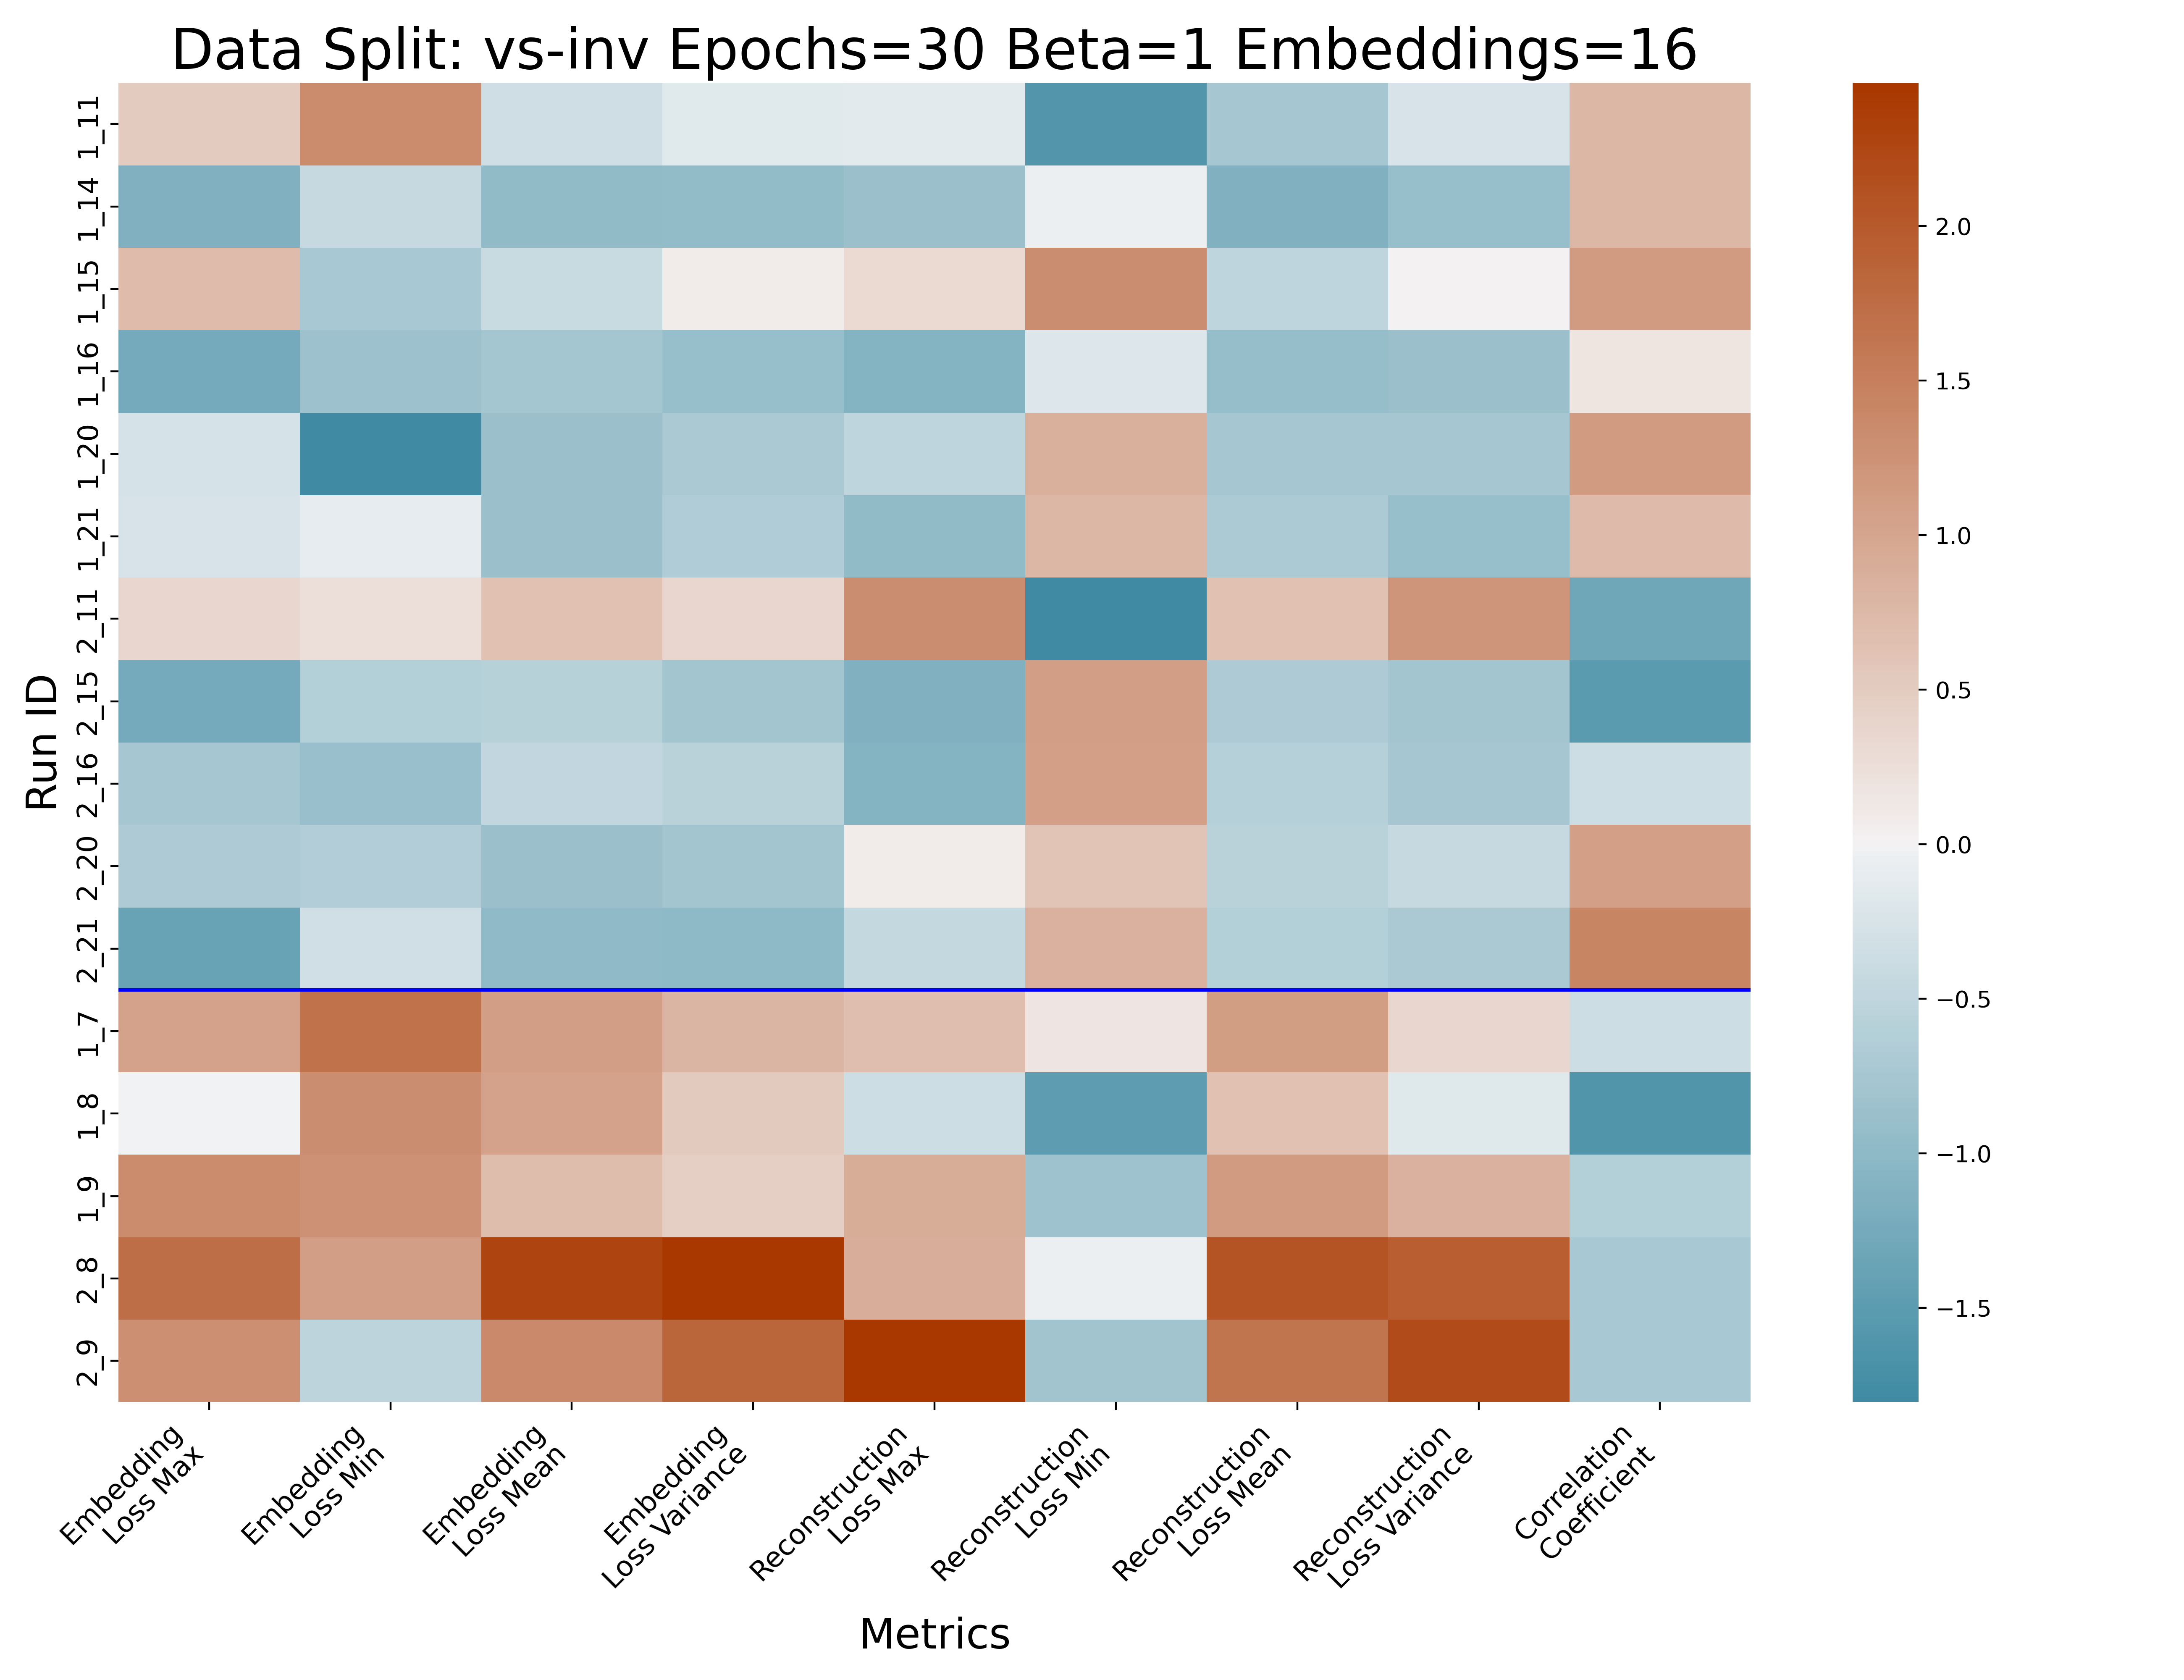 Data Split: vs-inv Epochs=30 Beta=1 Embeddings=16
Run ID
1_11
1_14
1_15
1_16
1_20
1_21
2_11
2_15
2_16
2_20
2_21
1_7
1_8
1_9
2_8
2_9
Embedding
Loss Max
Embedding
Loss Min
Embedding
Loss Mean
Embedding
Loss Variance
Reconstruction
Loss Max
Reconstruction
Loss Min
Reconstruction
Loss Mean
Reconstruction
Loss Variance
Correlation
Coefficient
Metrics
2.0
1.5
1.0
0.5
0.0
−0.5
−1.0
−1.5